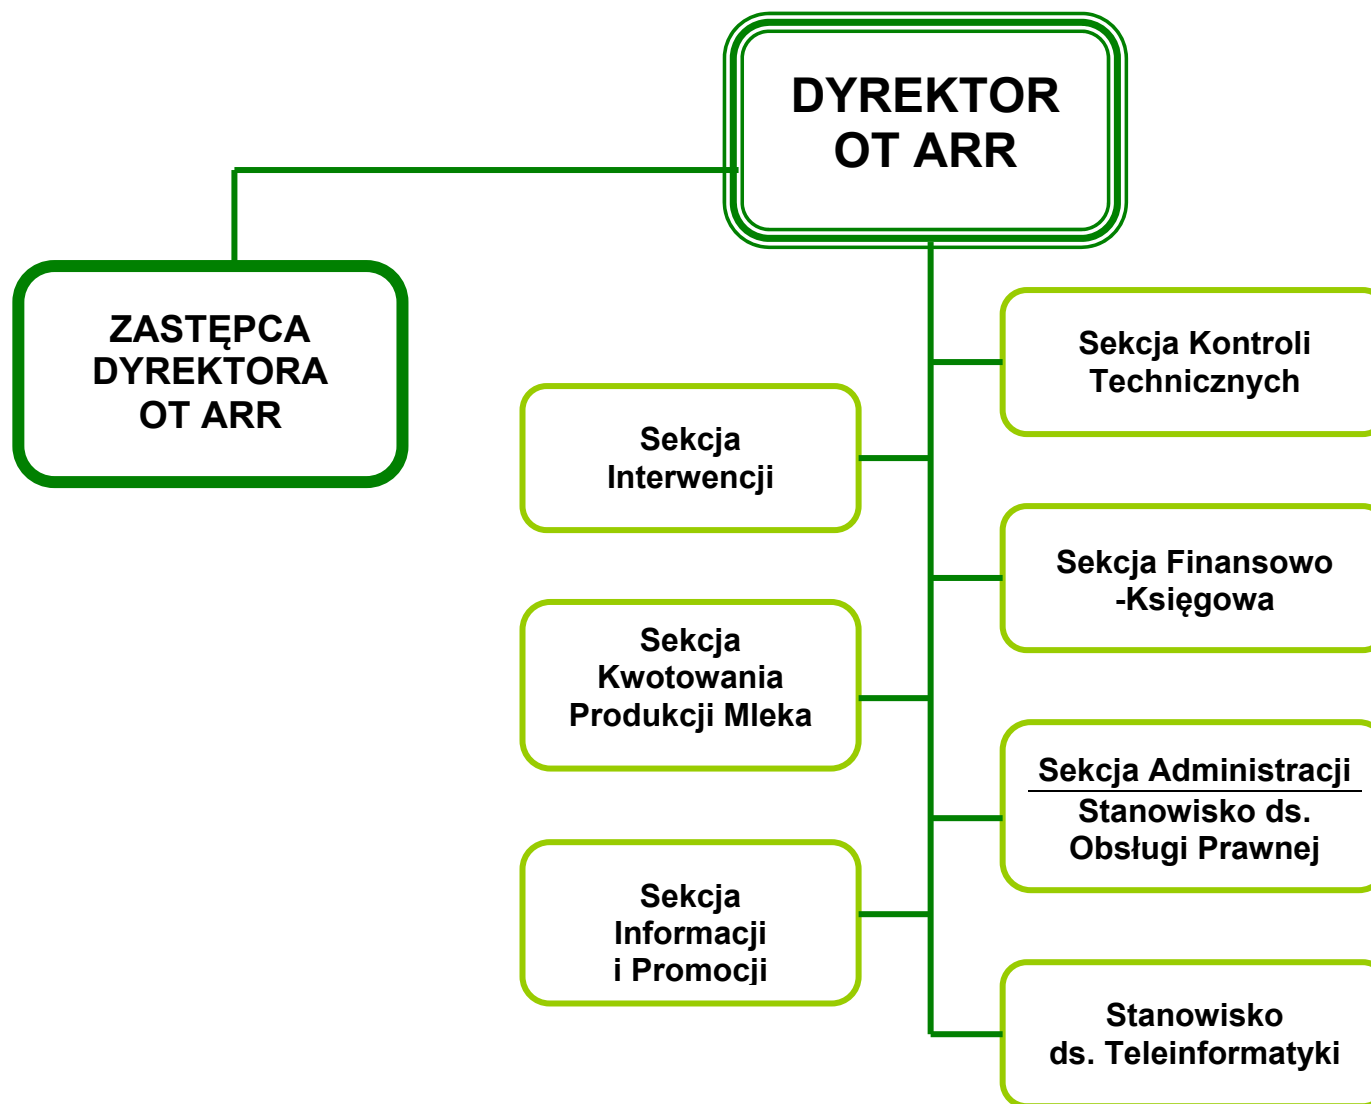 DYREKTOR
OT ARR
ZASTĘPCA
DYREKTORA
OT ARR
Sekcja Kontroli
Technicznych
Sekcja
Interwencji
Sekcja Finansowo
-Księgowa
Sekcja
Kwotowania
Produkcji Mleka
Sekcja Administracji
Stanowisko ds.
Obsługi Prawnej
Sekcja
Informacji
i Promocji
Stanowisko
ds. Teleinformatyki